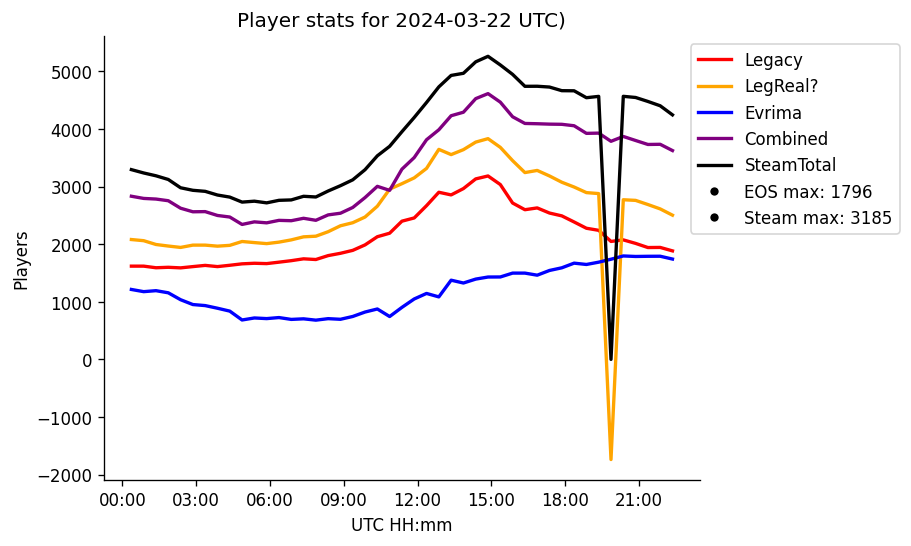 Player stats for 2024-03-22 UTC)
Legacy
LegReal?
Evrima
Combined
SteamTotal
EOS max: 1796
Steam max: 3185
Players
5000
4000
3000
2000
1000
0
−1000
−2000
00:00 03:00 06:00 09:00 12:00 15:00 18:00 21:00
UTC HH:mm